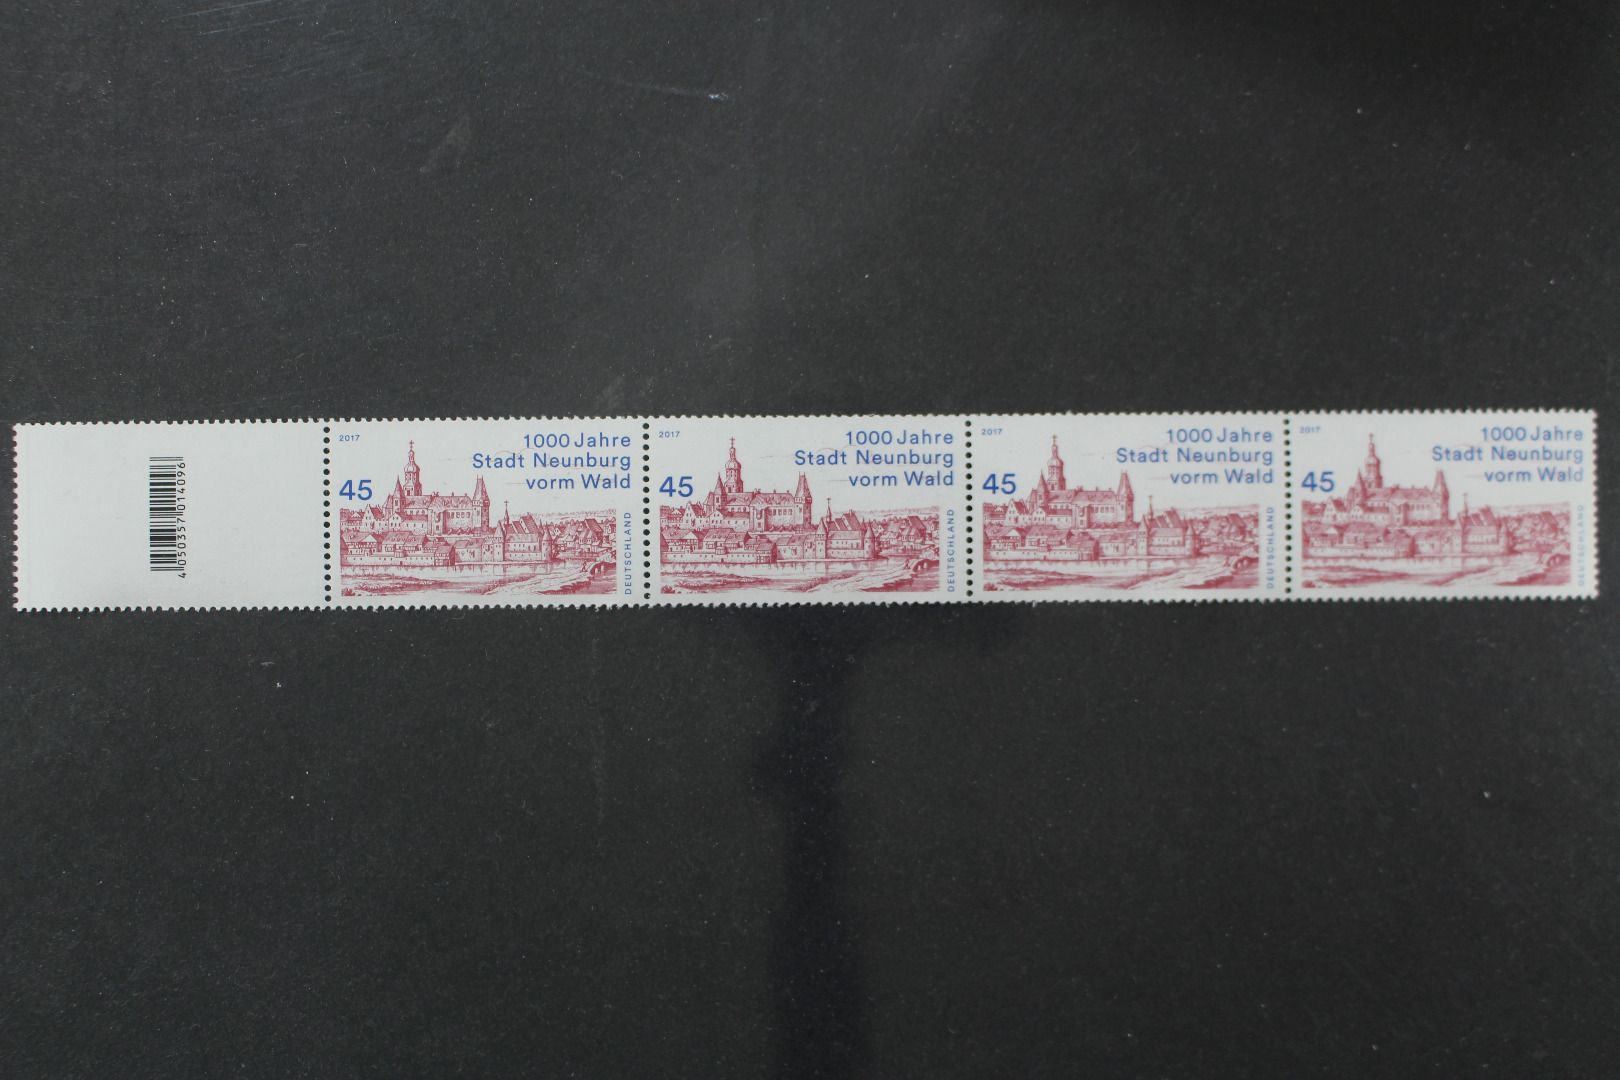 4050357014096
2017
1000 Jahre
Stadt Neunburg
vorm Wald
45
DEUTSCHLAND
2017
1000 Jahre
Stadt Neunburg
vorm Wald
45
DEUTSCHLAND
2017
1000 Jahre
Stadt Neunburg
vorm Wald
45
DEUTSCHLAND
2017
1000 Jahre
Stadt Neunburg
vorm Wald
45
DEUTSCHLAND